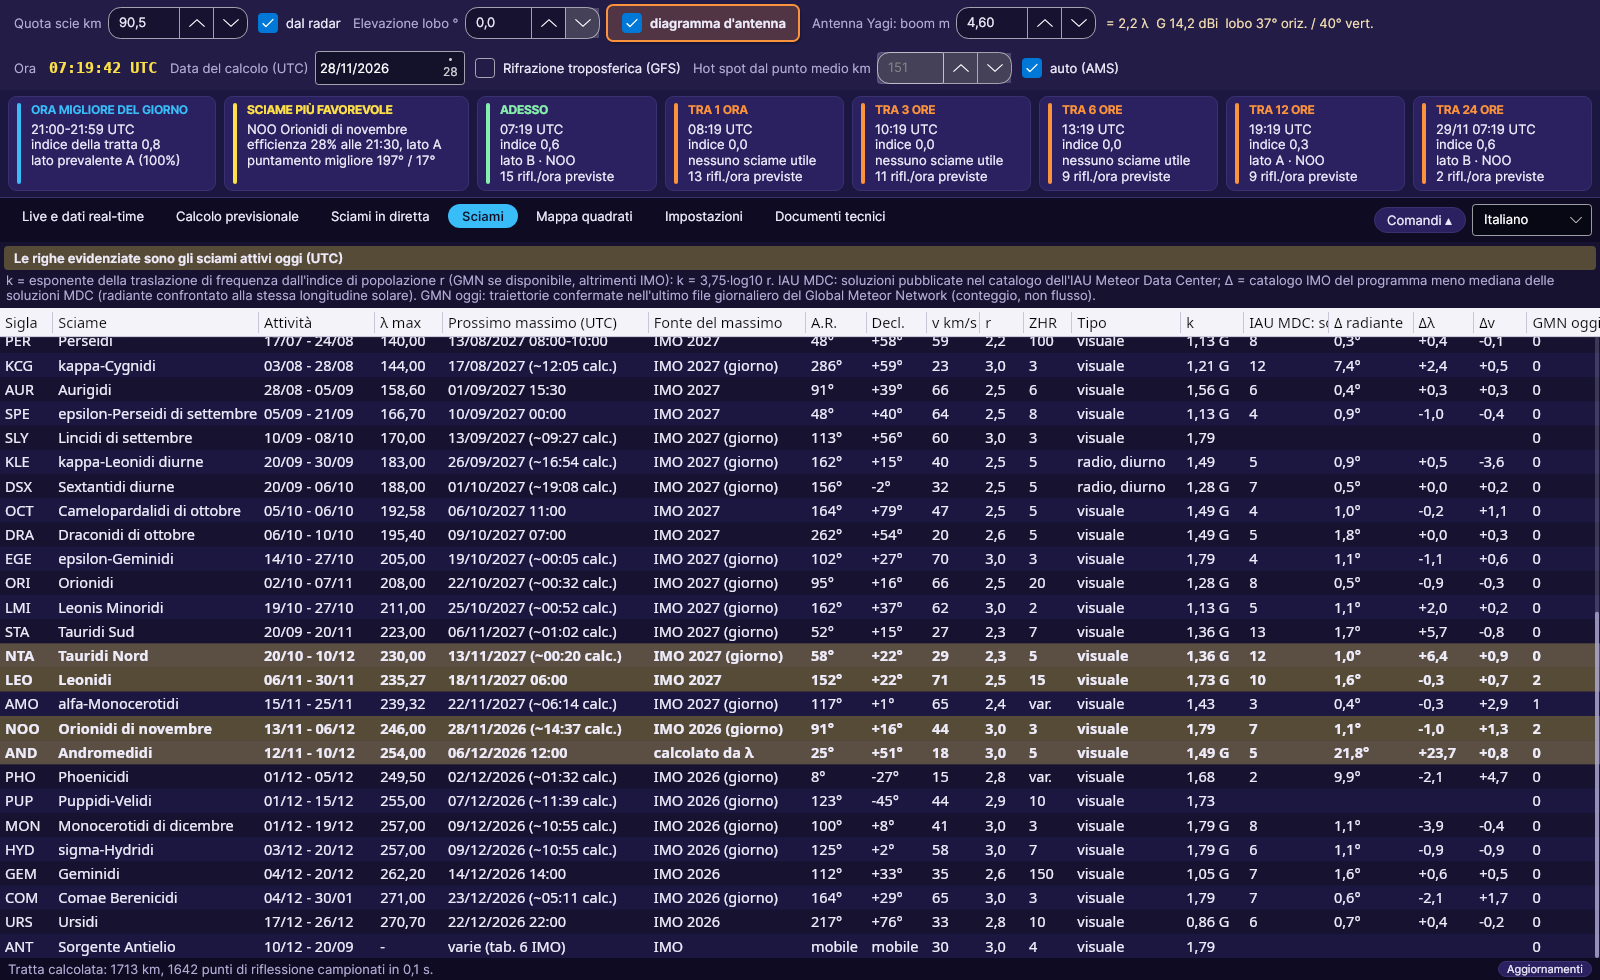 Quota scie km 90,5 dal radar Elevazione lobo ° 0,0 diagramma d'antenna Antenna Yagi: boom m 4,60 = 2,2 λ G 14,2 dBi lobo 37° oriz. / 40° vert.
Ora 07:19:42 UTC Data del calcolo (UTC) 28/11/2026 28 Rifrazione troposferica (GFS) Hot spot dal punto medio km 151 auto (AMS)
ORA MIGLIORE DEL GIORNO
21:00-21:59 UTC
indice della tratta 0,8
lato prevalente A (100%)
SCIAME PIÙ FAVOREVOLE
NOO Orionidi di novembre
efficienza 28% alle 21:30, lato A
puntamento migliore 197° / 17°
ADESSO
07:19 UTC
indice 0,6
lato B · NOO
15 rifl./ora previste
TRA 1 ORA
08:19 UTC
indice 0,0
nessuno sciame utile
13 rifl./ora previste
TRA 3 ORE
10:19 UTC
indice 0,0
nessuno sciame utile
11 rifl./ora previste
TRA 6 ORE
13:19 UTC
indice 0,0
nessuno sciame utile
9 rifl./ora previste
TRA 12 ORE
19:19 UTC
indice 0,3
lato A · NOO
9 rifl./ora previste
TRA 24 ORE
29/11 07:19 UTC
indice 0,6
lato B · NOO
2 rifl./ora previste
Live e dati real-time Calcolo previsionale Sciami in diretta Sciami Mappa quadrati Impostazioni Documenti tecnici Comandi ▴ Italiano
Le righe evidenziate sono gli sciami attivi oggi (UTC)
k = esponente della traslazione di frequenza dall'indice di popolazione r (GMN se disponibile, altrimenti IMO): k = 3,75·log10 r. IAU MDC: soluzioni pubblicate nel catalogo dell'IAU Meteor Data Center; Δ = catalogo IMO del programma meno mediana delle
soluzioni MDC (radiante confrontato alla stessa longitudine solare). GMN oggi: traiettorie confermate nell'ultimo file giornaliero del Global Meteor Network (conteggio, non flusso).
Sigla Sciame Attività λ max Prossimo massimo (UTC) Fonte del massimo A.R. Decl. v km/s r ZHR Tipo k IAU MDC: so Δ radiante Δλ Δv GMN oggi
PER Perseidi 17/07 - 24/08 140,00 13/08/2027 08:00-10:00 IMO 2027 48° +58° 59 2,2 100 visuale 1,13 G 8 0,3° +0,4 -0,1 0
KCG kappa-Cygnidi 03/08 - 28/08 144,00 17/08/2027 (~12:05 calc.) IMO 2027 (giorno) 286° +59° 23 3,0 3 visuale 1,21 G 12 7,4° +2,4 +0,5 0
AUR Aurigidi 28/08 - 05/09 158,60 01/09/2027 15:30 IMO 2027 91° +39° 66 2,5 6 visuale 1,56 G 6 0,4° +0,3 +0,3 0
SPE epsilon-Perseidi di settembre 05/09 - 21/09 166,70 10/09/2027 00:00 IMO 2027 48° +40° 64 2,5 8 visuale 1,13 G 4 0,9° -1,0 -0,4 0
SLY Lincidi di settembre 10/09 - 08/10 170,00 13/09/2027 (~09:27 calc.) IMO 2027 (giorno) 113° +56° 60 3,0 3 visuale 1,79 0
KLE kappa-Leonidi diurne 20/09 - 30/09 183,00 26/09/2027 (~16:54 calc.) IMO 2027 (giorno) 162° +15° 40 2,5 5 radio, diurno 1,49 5 0,9° +0,5 -3,6 0
DSX Sextantidi diurne 20/09 - 06/10 188,00 01/10/2027 (~19:08 calc.) IMO 2027 (giorno) 156° -2° 32 2,5 5 radio, diurno 1,28 G 7 0,5° +0,0 +0,2 0
OCT Camelopardalidi di ottobre 05/10 - 06/10 192,58 06/10/2027 11:00 IMO 2027 164° +79° 47 2,5 5 visuale 1,49 G 4 1,0° -0,2 +1,1 0
DRA Draconidi di ottobre 06/10 - 10/10 195,40 09/10/2027 07:00 IMO 2027 262° +54° 20 2,6 5 visuale 1,49 G 5 1,8° +0,0 +0,3 0
EGE epsilon-Geminidi 14/10 - 27/10 205,00 19/10/2027 (~00:05 calc.) IMO 2027 (giorno) 102° +27° 70 3,0 3 visuale 1,79 4 1,1° -1,1 +0,6 0
ORI Orionidi 02/10 - 07/11 208,00 22/10/2027 (~00:32 calc.) IMO 2027 (giorno) 95° +16° 66 2,5 20 visuale 1,28 G 8 0,5° -0,9 -0,3 0
LMI Leonis Minoridi 19/10 - 27/10 211,00 25/10/2027 (~00:52 calc.) IMO 2027 (giorno) 162° +37° 62 3,0 2 visuale 1,13 G 5 1,1° +2,0 +0,2 0
STA Tauridi Sud 20/09 - 20/11 223,00 06/11/2027 (~01:02 calc.) IMO 2027 (giorno) 52° +15° 27 2,3 7 visuale 1,36 G 13 1,7° +5,7 -0,8 0
NTA Tauridi Nord 20/10 - 10/12 230,00 13/11/2027 (~00:20 calc.) IMO 2027 (giorno) 58° +22° 29 2,3 5 visuale 1,36 G 12 1,0° +6,4 +0,9 0
LEO Leonidi 06/11 - 30/11 235,27 18/11/2027 06:00 IMO 2027 152° +22° 71 2,5 15 visuale 1,73 G 10 1,6° -0,3 +0,7 2
AMO alfa-Monocerotidi 15/11 - 25/11 239,32 22/11/2027 (~06:14 calc.) IMO 2027 (giorno) 117° +1° 65 2,4 var. visuale 1,43 3 0,4° -0,3 +2,9 1
NOO Orionidi di novembre 13/11 - 06/12 246,00 28/11/2026 (~14:37 calc.) IMO 2026 (giorno) 91° +16° 44 3,0 3 visuale 1,79 7 1,1° -1,0 +1,3 2
AND Andromedidi 12/11 - 10/12 254,00 06/12/2026 12:00 calcolato da λ 25° +51° 18 3,0 5 visuale 1,49 G 5 21,8° +23,7 +0,8 0
PHO Phoenicidi 01/12 - 05/12 249,50 02/12/2026 (~01:32 calc.) IMO 2026 (giorno) 8° -27° 15 2,8 var. visuale 1,68 2 9,9° -2,1 +4,7 0
PUP Puppidi-Velidi 01/12 - 15/12 255,00 07/12/2026 (~11:39 calc.) IMO 2026 (giorno) 123° -45° 44 2,9 10 visuale 1,73 0
MON Monocerotidi di dicembre 01/12 - 19/12 257,00 09/12/2026 (~10:55 calc.) IMO 2026 (giorno) 100° +8° 41 3,0 3 visuale 1,79 G 8 1,1° -3,9 -0,4 0
HYD sigma-Hydridi 03/12 - 20/12 257,00 09/12/2026 (~10:55 calc.) IMO 2026 (giorno) 125° +2° 58 3,0 7 visuale 1,79 G 6 1,1° -0,9 -0,9 0
GEM Geminidi 04/12 - 20/12 262,20 14/12/2026 14:00 IMO 2026 112° +33° 35 2,6 150 visuale 1,05 G 7 1,6° +0,6 +0,5 0
COM Comae Berenicidi 04/12 - 30/01 271,00 23/12/2026 (~05:11 calc.) IMO 2026 (giorno) 164° +29° 65 3,0 3 visuale 1,79 7 0,6° -2,1 +1,7 0
URS Ursidi 17/12 - 26/12 270,70 22/12/2026 22:00 IMO 2026 217° +76° 33 2,8 10 visuale 0,86 G 6 0,7° +0,4 -0,2 0
ANT Sorgente Antielio 10/12 - 20/09 - varie (tab. 6 IMO) IMO mobile mobile 30 3,0 4 visuale 1,79 0
Tratta calcolata: 1713 km, 1642 punti di riflessione campionati in 0,1 s. Aggiornamenti